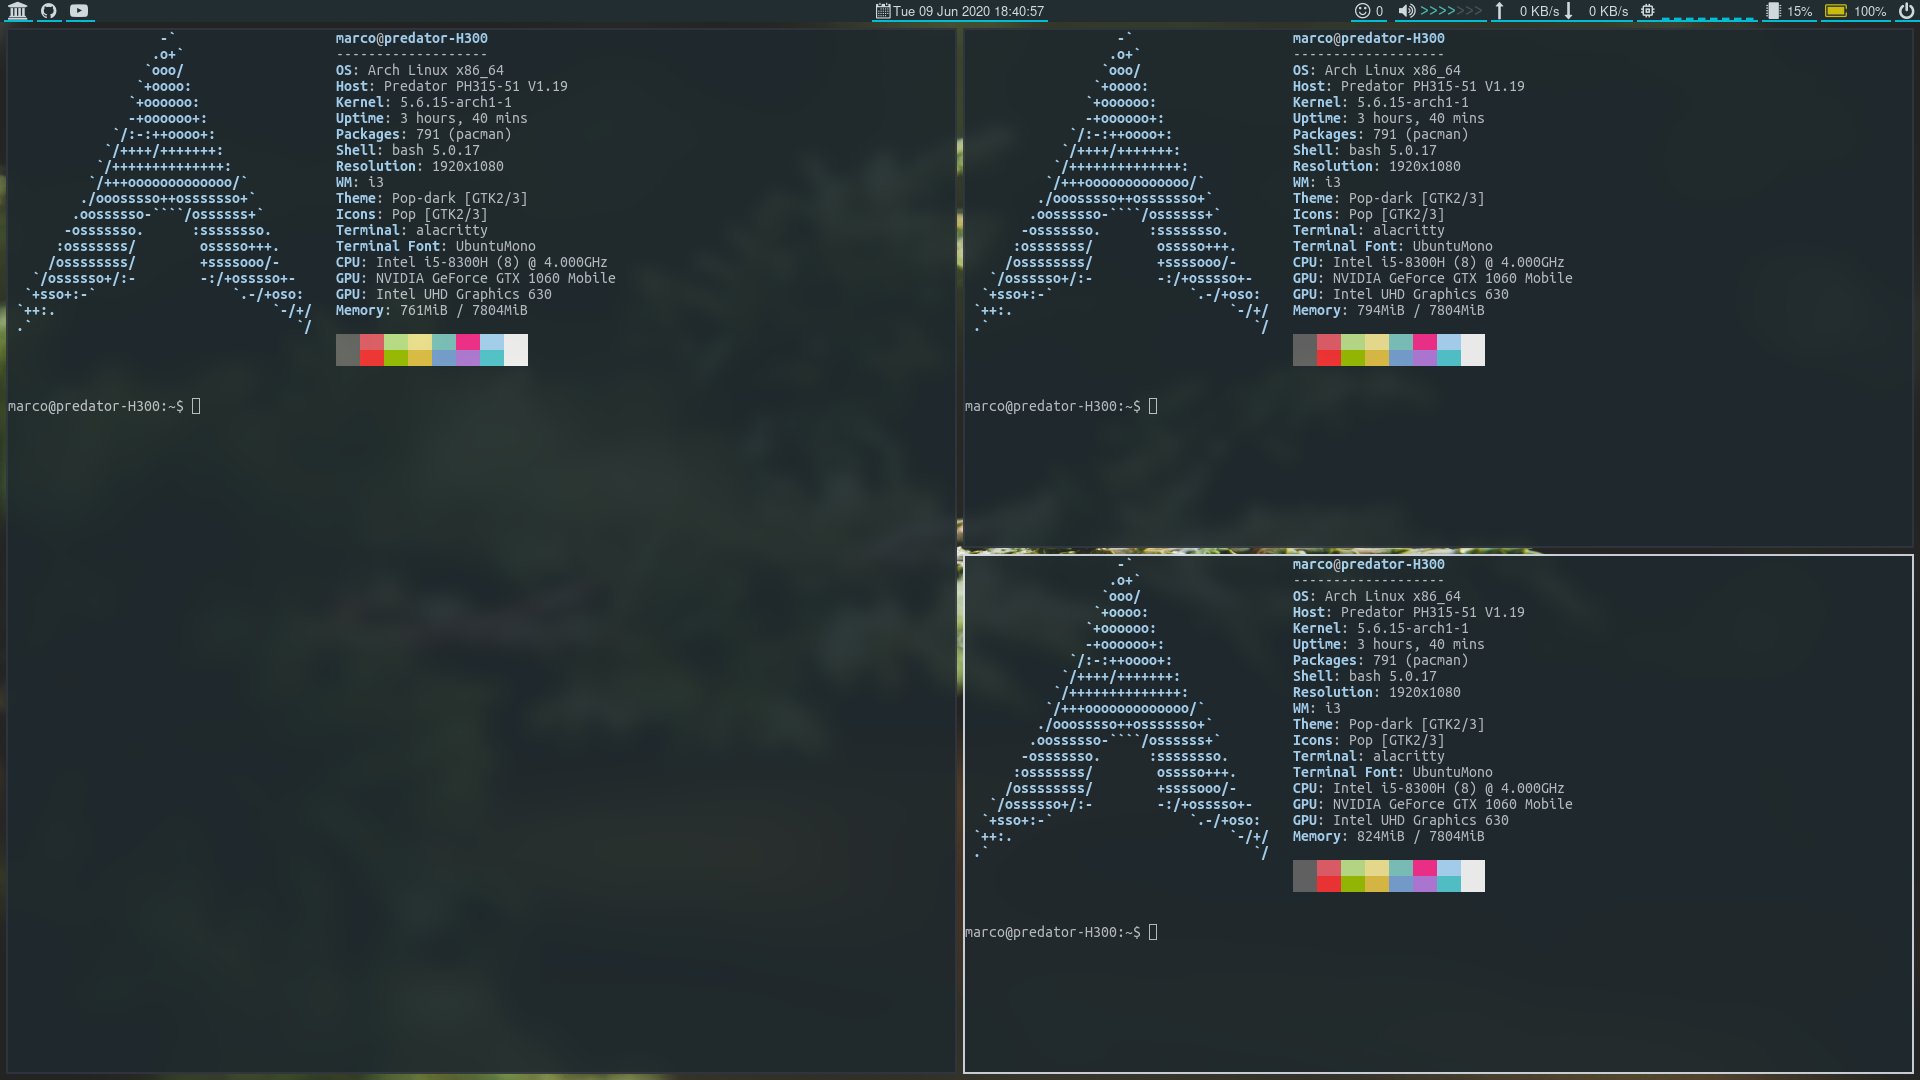 Tue 09 Jun 2020 18:40:57
0
>>>>>>>
0 KB/s
0 KB/s
15%
100%
                   -`
                  .o+`
                 `ooo/
                `+oooo:
               `+oooooo:
               -+oooooo+:
             `/:-:++oooo+:
            `/++++/+++++++:
           `/++++++++++++++:
          `/+++ooooooooooooo/`
         ./ooosssso++osssssso+`
        .oossssso-````/ossssss+`
       -osssssso.      :ssssssso.
      :osssssss/        osssso+++.
     /ossssssss/        +ssssooo/-
   `/ossssso+/:-        -:/+osssso+-
  `+sso+:-`                 `.-/+oso:
 `++:.                           `-/+/
 .`                                 `/
marco@predator-H300
-------------------
OS: Arch Linux x86_64
Host: Predator PH315-51 V1.19
Kernel: 5.6.15-arch1-1
Uptime: 3 hours, 40 mins
Packages: 791 (pacman)
Shell: bash 5.0.17
Resolution: 1920x1080
WM: i3
Theme: Pop-dark [GTK2/3]
Icons: Pop [GTK2/3]
Terminal: alacritty
Terminal Font: UbuntuMono
CPU: Intel i5-8300H (8) @ 4.000GHz
GPU: NVIDIA GeForce GTX 1060 Mobile
GPU: Intel UHD Graphics 630
Memory: 761MiB / 7804MiB
marco@predator-H300:~$
                   -`
                  .o+`
                 `ooo/
                `+oooo:
               `+oooooo:
               -+oooooo+:
             `/:-:++oooo+:
            `/++++/+++++++:
           `/++++++++++++++:
          `/+++ooooooooooooo/`
         ./ooosssso++osssssso+`
        .oossssso-````/ossssss+`
       -osssssso.      :ssssssso.
      :osssssss/        osssso+++.
     /ossssssss/        +ssssooo/-
   `/ossssso+/:-        -:/+osssso+-
  `+sso+:-`                 `.-/+oso:
 `++:.                           `-/+/
 .`                                 `/
marco@predator-H300
-------------------
OS: Arch Linux x86_64
Host: Predator PH315-51 V1.19
Kernel: 5.6.15-arch1-1
Uptime: 3 hours, 40 mins
Packages: 791 (pacman)
Shell: bash 5.0.17
Resolution: 1920x1080
WM: i3
Theme: Pop-dark [GTK2/3]
Icons: Pop [GTK2/3]
Terminal: alacritty
Terminal Font: UbuntuMono
CPU: Intel i5-8300H (8) @ 4.000GHz
GPU: NVIDIA GeForce GTX 1060 Mobile
GPU: Intel UHD Graphics 630
Memory: 794MiB / 7804MiB
marco@predator-H300:~$
                   -`
                  .o+`
                 `ooo/
                `+oooo:
               `+oooooo:
               -+oooooo+:
             `/:-:++oooo+:
            `/++++/+++++++:
           `/++++++++++++++:
          `/+++ooooooooooooo/`
         ./ooosssso++osssssso+`
        .oossssso-````/ossssss+`
       -osssssso.      :ssssssso.
      :osssssss/        osssso+++.
     /ossssssss/        +ssssooo/-
   `/ossssso+/:-        -:/+osssso+-
  `+sso+:-`                 `.-/+oso:
 `++:.                           `-/+/
 .`                                 `/
marco@predator-H300
-------------------
OS: Arch Linux x86_64
Host: Predator PH315-51 V1.19
Kernel: 5.6.15-arch1-1
Uptime: 3 hours, 40 mins
Packages: 791 (pacman)
Shell: bash 5.0.17
Resolution: 1920x1080
WM: i3
Theme: Pop-dark [GTK2/3]
Icons: Pop [GTK2/3]
Terminal: alacritty
Terminal Font: UbuntuMono
CPU: Intel i5-8300H (8) @ 4.000GHz
GPU: NVIDIA GeForce GTX 1060 Mobile
GPU: Intel UHD Graphics 630
Memory: 824MiB / 7804MiB
marco@predator-H300:~$